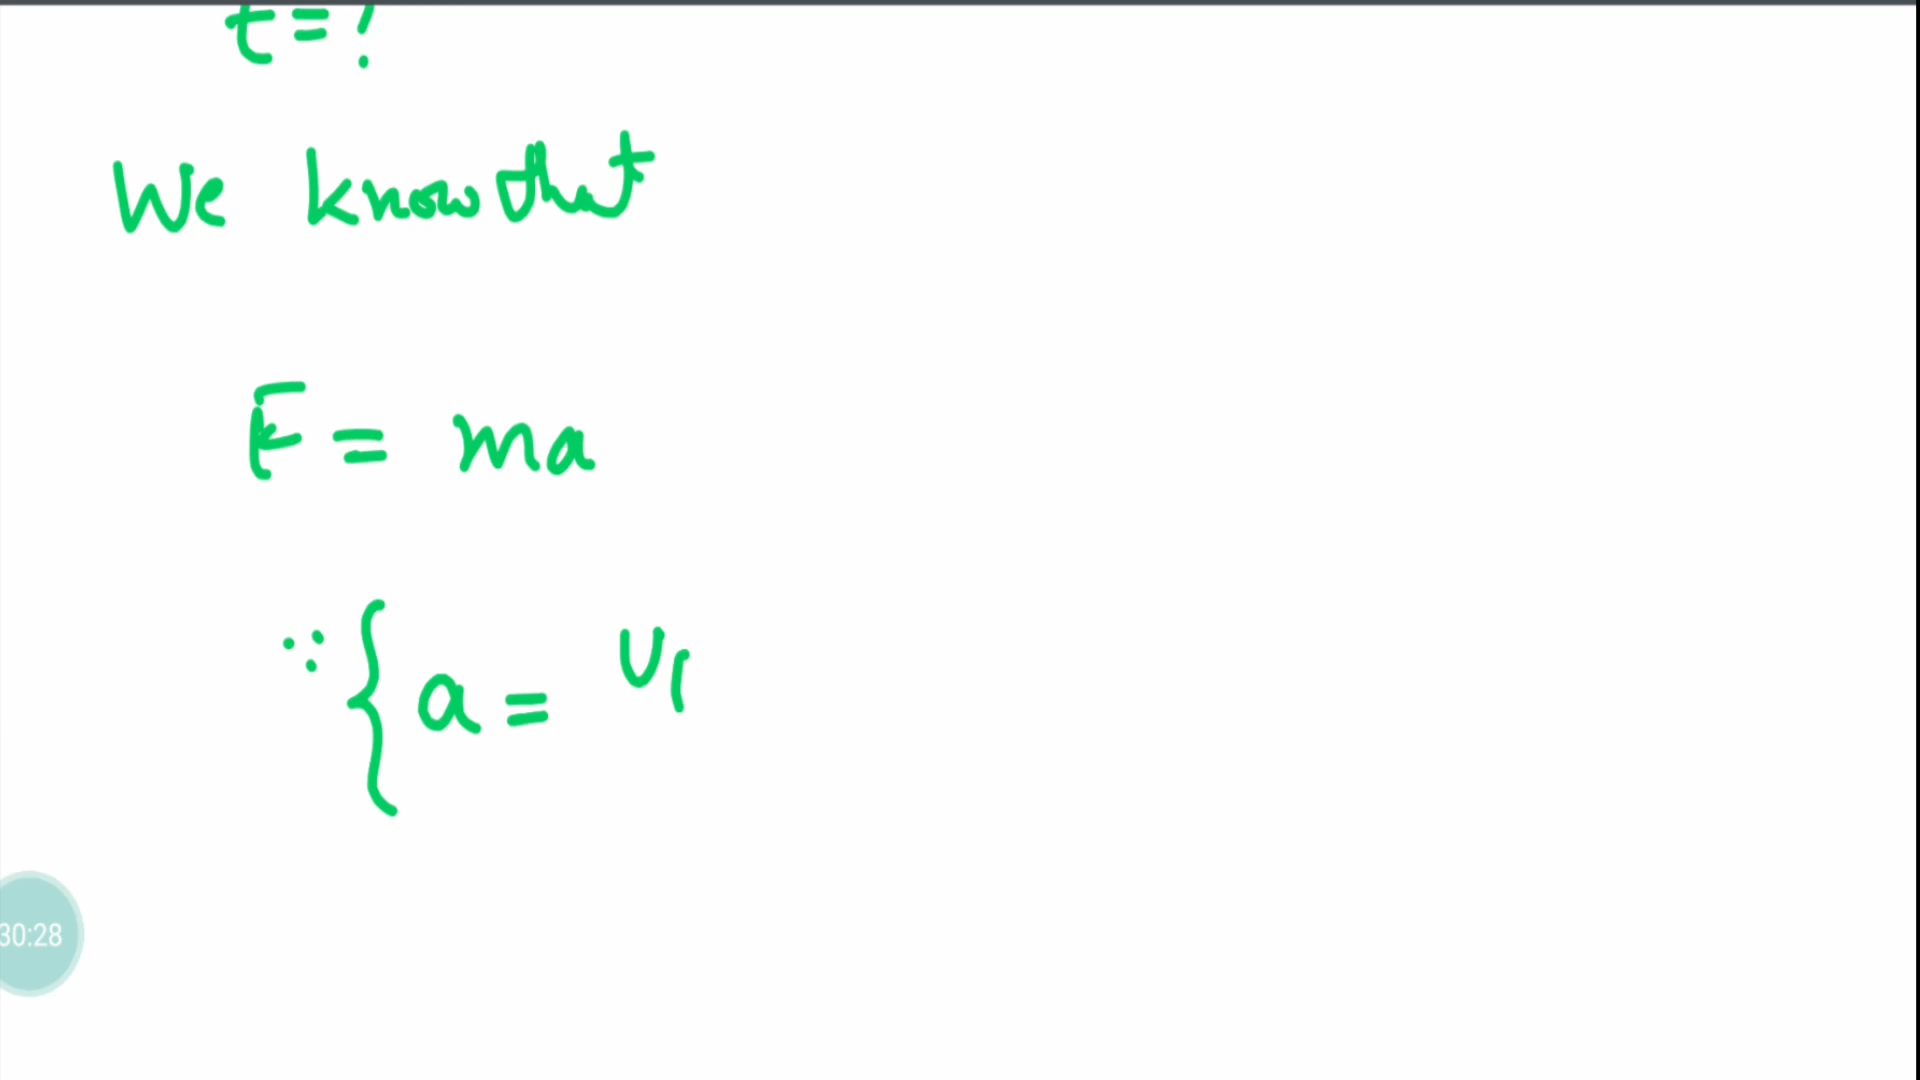 t = ?
We know that
F = ma
∵ { a = V1
30:28